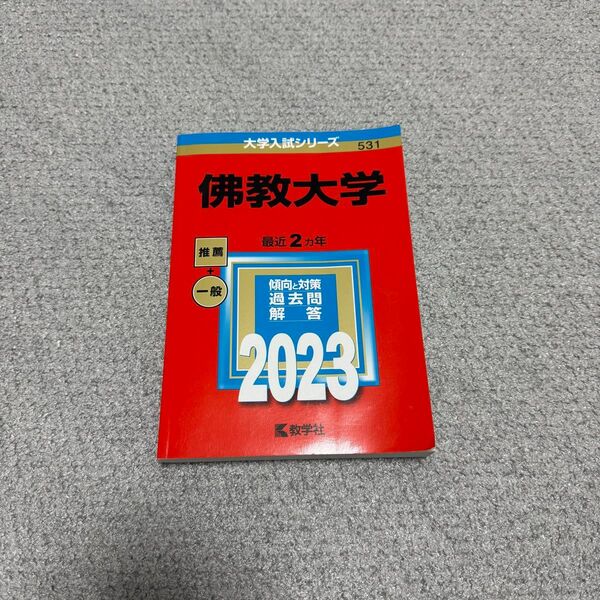 大学入試シリーズ
531
佛教大学
最近2カ年
推薦
+
一般
傾向と対策
過去問
解答
2023
教学社